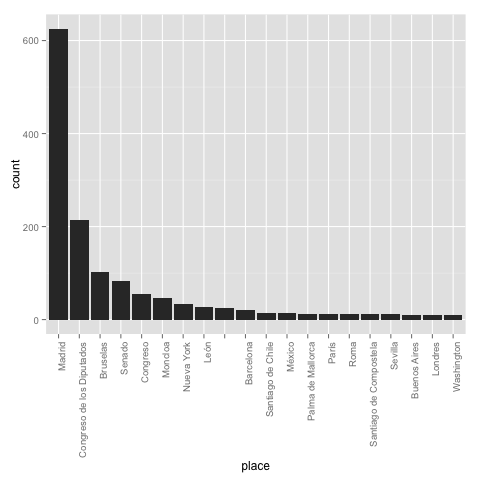 600
400
200
0
count
Madrid
Congreso de los Diputados
Bruselas
Senado
Congreso
Moncloa
Nueva York
León
Barcelona
Santiago de Chile
México
Palma de Mallorca
París
Roma
Santiago de Compostela
Sevilla
Buenos Aires
Londres
Washington
place